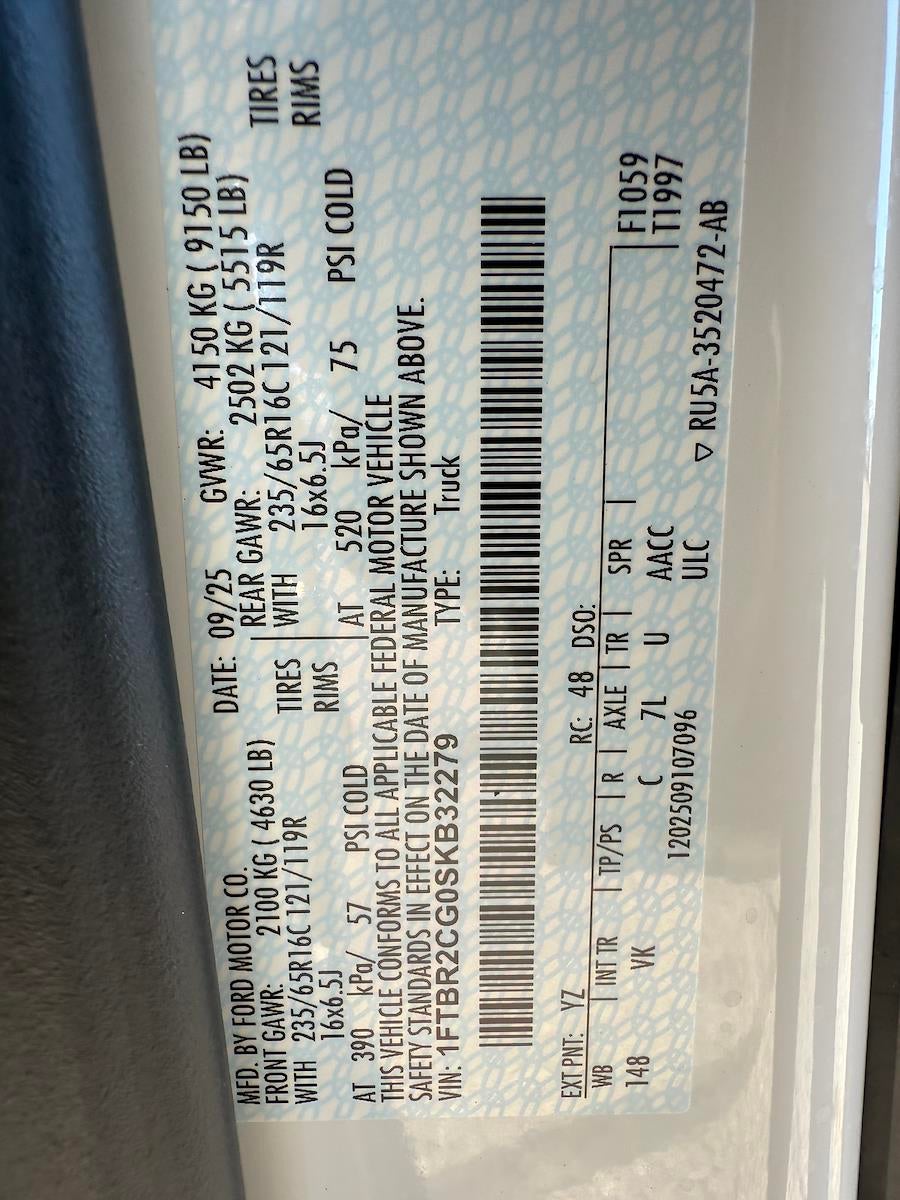 MFD. BY FORD MOTOR CO.
DATE: 09/25 GVWR: 4150 KG ( 9150 LB)
FRONT GAWR: 2100 KG ( 4630 LB)
REAR GAWR: 2502 KG ( 5515 LB)
WITH 235/65R16C 121/119R TIRES
WITH 235/65R16C 121/119R TIRES
16x6.5J RIMS
16x6.5J RIMS
AT 390 kPa/ 57 PSI COLD
AT 520 kPa/ 75 PSI COLD
THIS VEHICLE CONFORMS TO ALL APPLICABLE FEDERAL MOTOR VEHICLE
SAFETY STANDARDS IN EFFECT ON THE DATE OF MANUFACTURE SHOWN ABOVE.
VIN: 1FTBR2CG0SKB32279 TYPE: Truck
EXT PNT: YZ RC: 48 DSO:
WB INT TR TP/PS R AXLE TR SPR F1059
148 VK C 7L U AACC T1997
1202509107096 ULC
▽ RU5A-3520472-AB